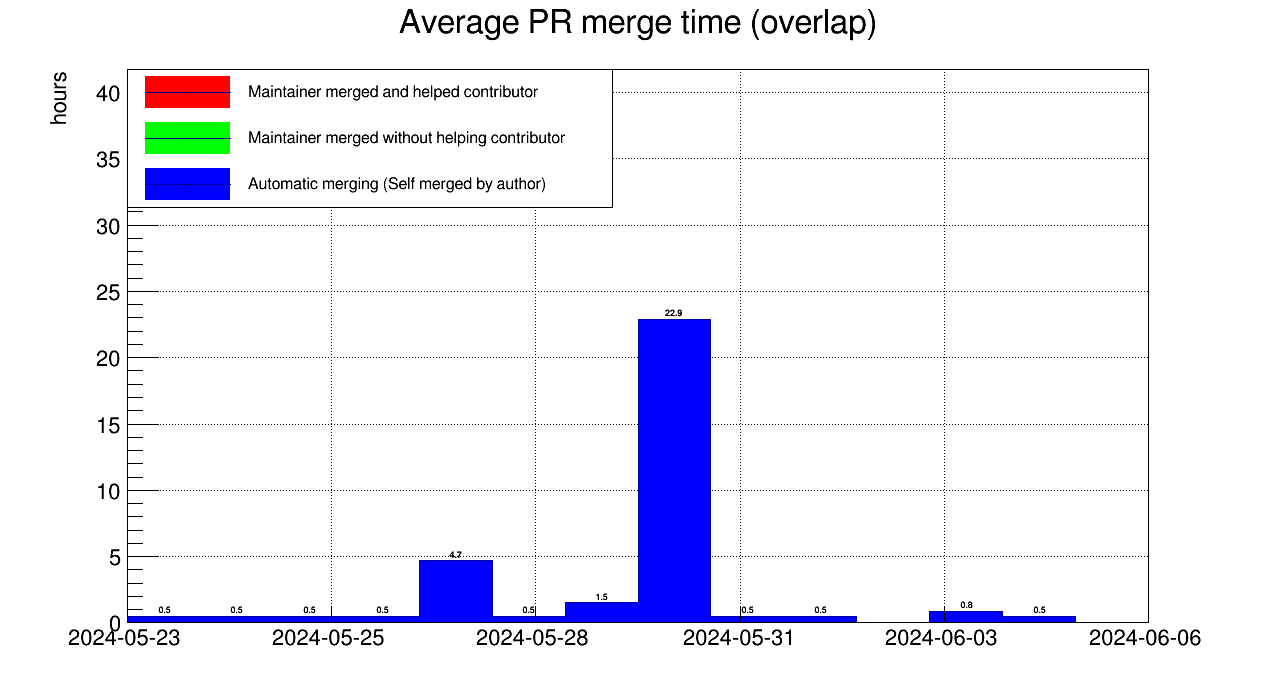 Average PR merge time (overlap)
hours
40
35
30
25
20
15
10
5
0
Maintainer merged and helped contributor
Maintainer merged without helping contributor
Automatic merging (Self merged by author)
0.5 0.5 0.5 0.5 4.7 0.5 1.5 22.9 0.5 0.5 0.8 0.5
2024-05-23 2024-05-25 2024-05-28 2024-05-31 2024-06-03 2024-06-06